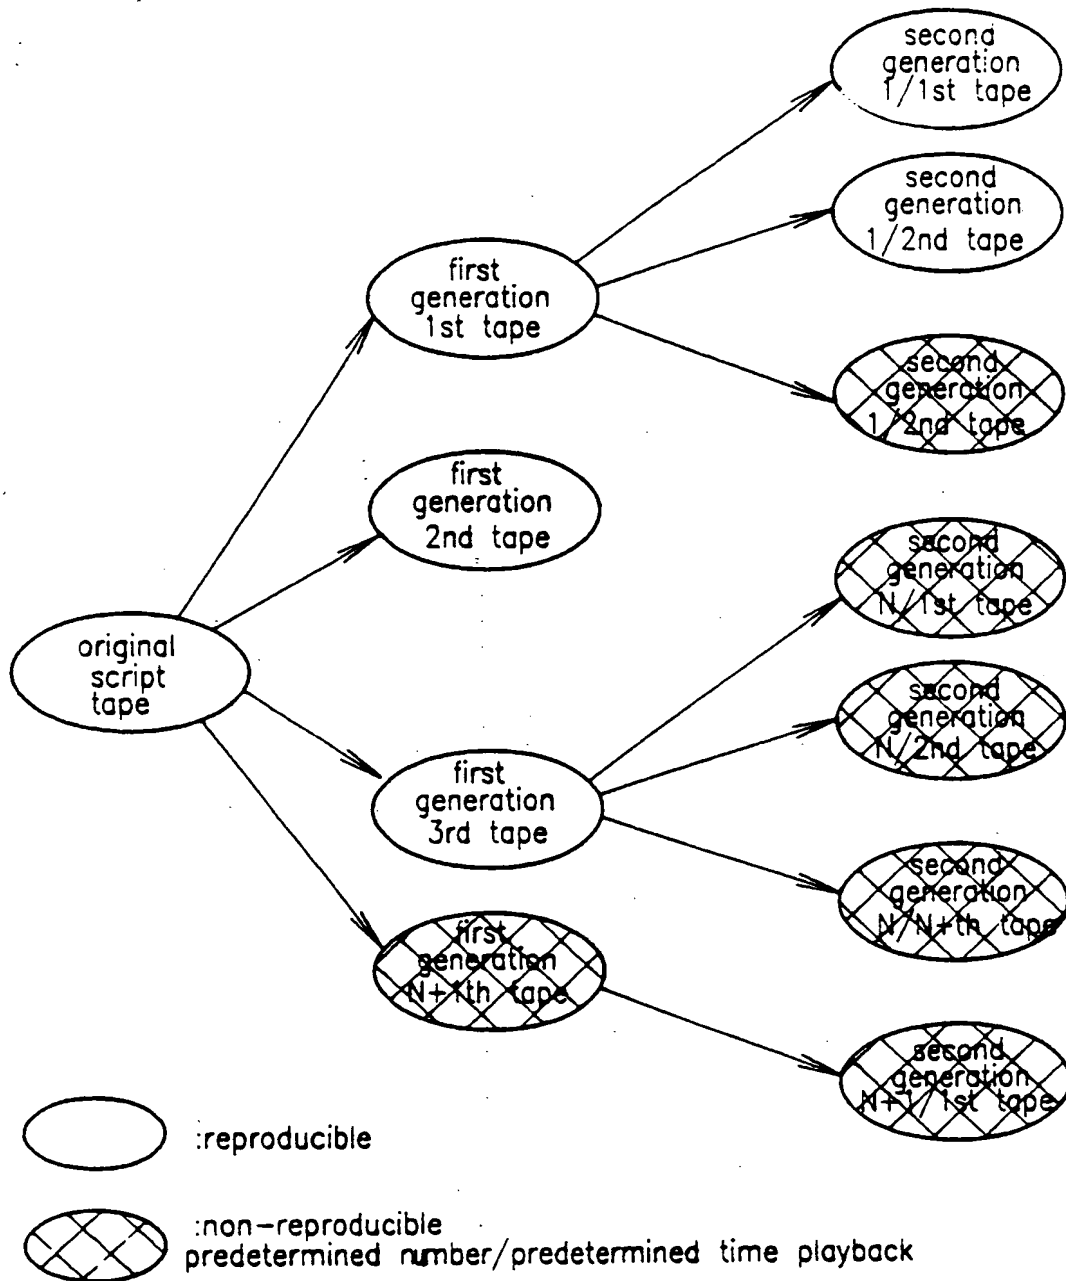 second
generation
1/1st tape
second
generation
1/2nd tape
first
generation
1st tape
second
generation
1/2nd tape
first
generation
2nd tape
second
generation
N/1st tape
original
script
tape
second
generation
N/2nd tape
first
generation
3rd tape
second
generation
N/N+th tape
first
generation
N+1th tape
second
generation
N+1/1st tape
:reproducible
:non-reproducible
predetermined number/predetermined time playback